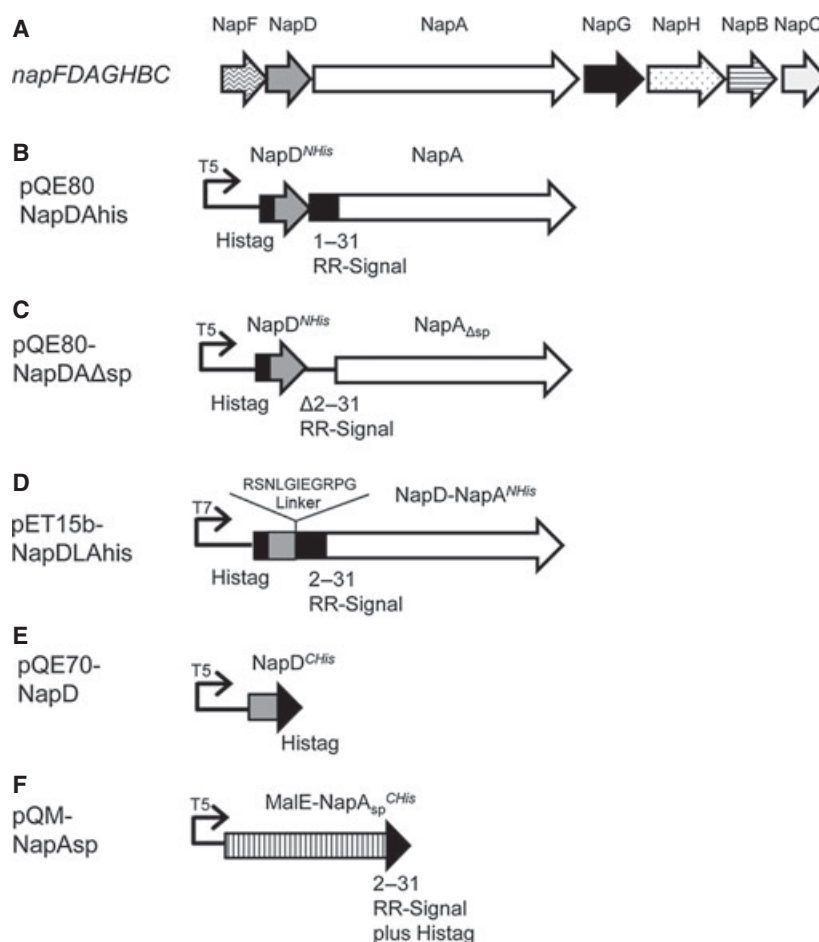 A
NapF NapD NapA NapG NapH NapB NapC
napFDAGHBC
B
NapD^NHis NapA
pQE80
NapDAhis
T5
Histag
1–31
RR-Signal
C
NapD^NHis NapA_Δsp
pQE80-
NapDAΔsp
T5
Histag
Δ2–31
RR-Signal
D
RSNLGIEGRPG
Linker
NapD-NapA^NHis
pET15b-
NapDLAhis
T7
Histag
2–31
RR-Signal
E
pQE70-
NapD
T5
NapD^CHis
Histag
F
pQM-
NapAsp
T5
MalE-NapA_sp^CHis
2–31
RR-Signal
plus Histag